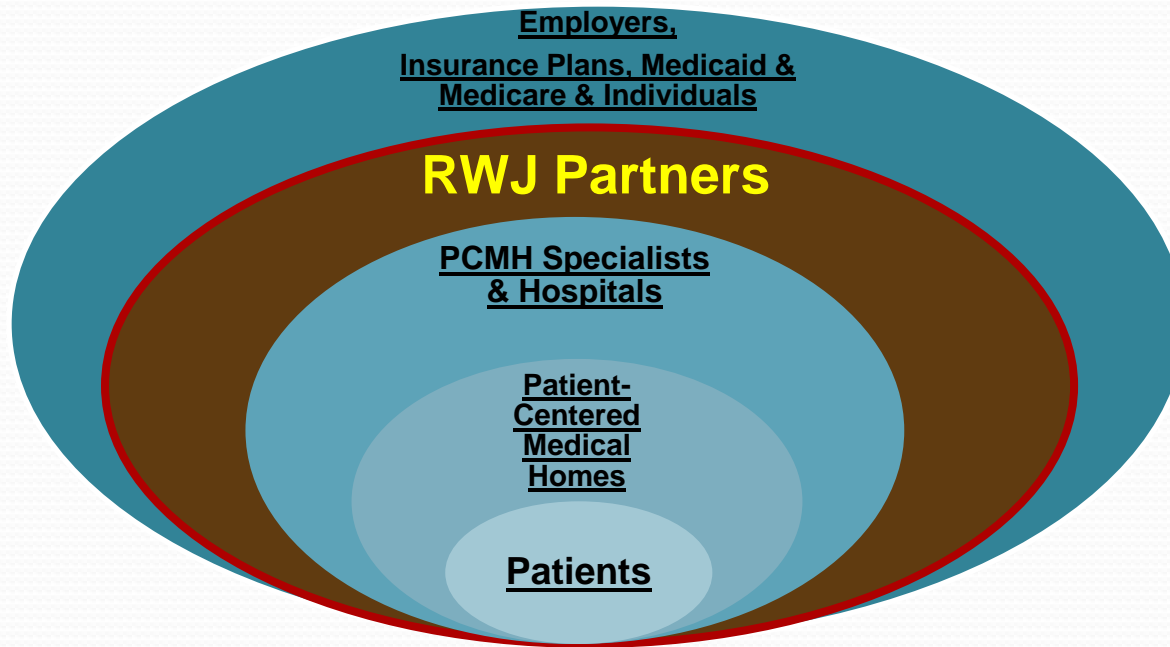 Employers,
Insurance Plans, Medicaid &
Medicare & Individuals
RWJ Partners
PCMH Specialists
& Hospitals
Patient-
Centered
Medical
Homes
Patients